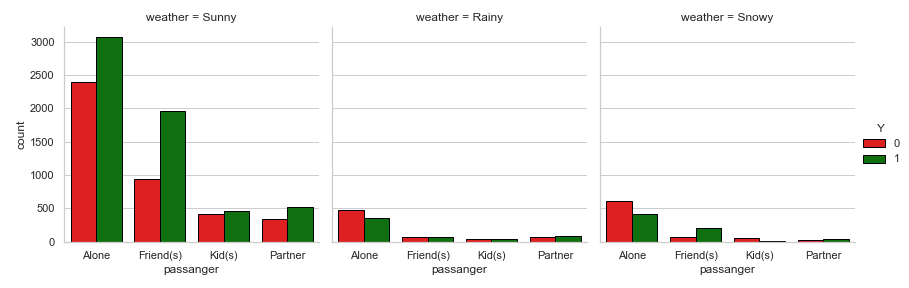 weather = Sunny
weather = Rainy
weather = Snowy
count
3000
2500
2000
1500
1000
500
0
Alone Friend(s) Kid(s) Partner
passanger
Alone Friend(s) Kid(s) Partner
passanger
Alone Friend(s) Kid(s) Partner
passanger
Y
0
1